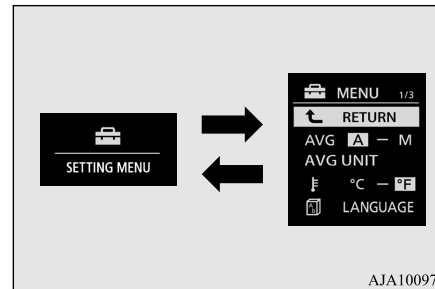 SETTING MENU
MENU 1/3
RETURN
AVG A – M
AVG UNIT
°C – °F
LANGUAGE
AJA10097